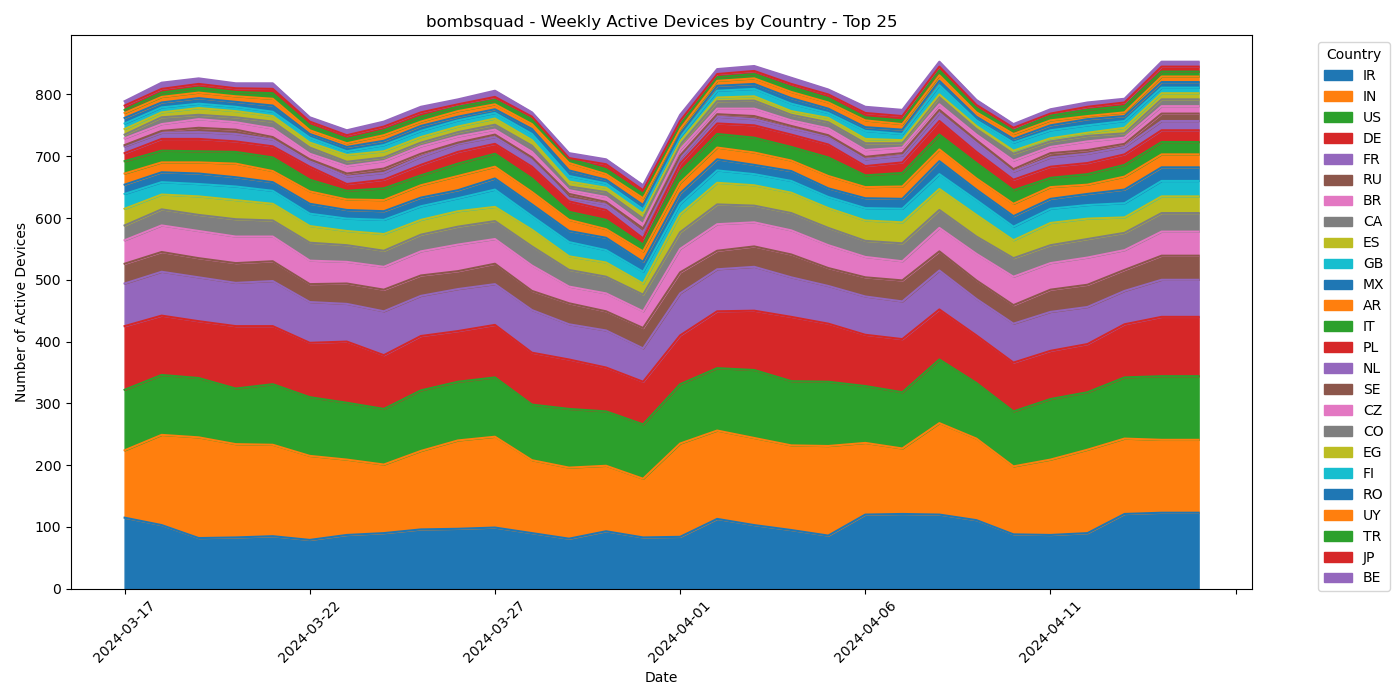 bombsquad - Weekly Active Devices by Country - Top 25
Number of Active Devices
800
700
600
500
400
300
200
100
0
2024-03-17
2024-03-22
2024-03-27
2024-04-01
2024-04-06
2024-04-11
Date
Country
IR
IN
US
DE
FR
RU
BR
CA
ES
GB
MX
AR
IT
PL
NL
SE
CZ
CO
EG
FI
RO
UY
TR
JP
BE